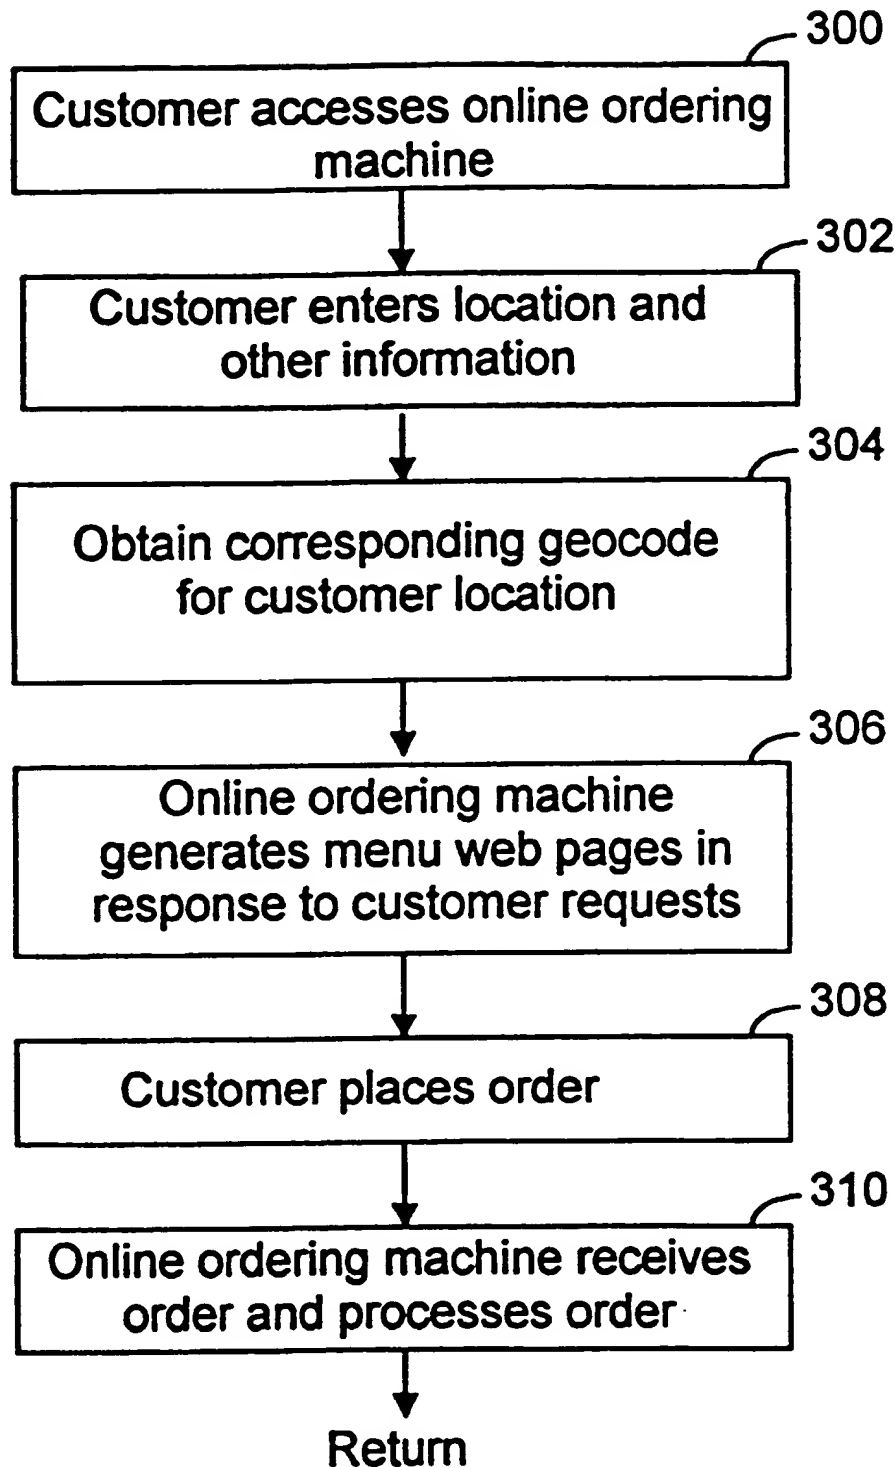 300
Customer accesses online ordering
machine
302
Customer enters location and
other information
304
Obtain corresponding geocode
for customer location
306
Online ordering machine
generates menu web pages in
response to customer requests
308
Customer places order
310
Online ordering machine receives
order and processes order
Return